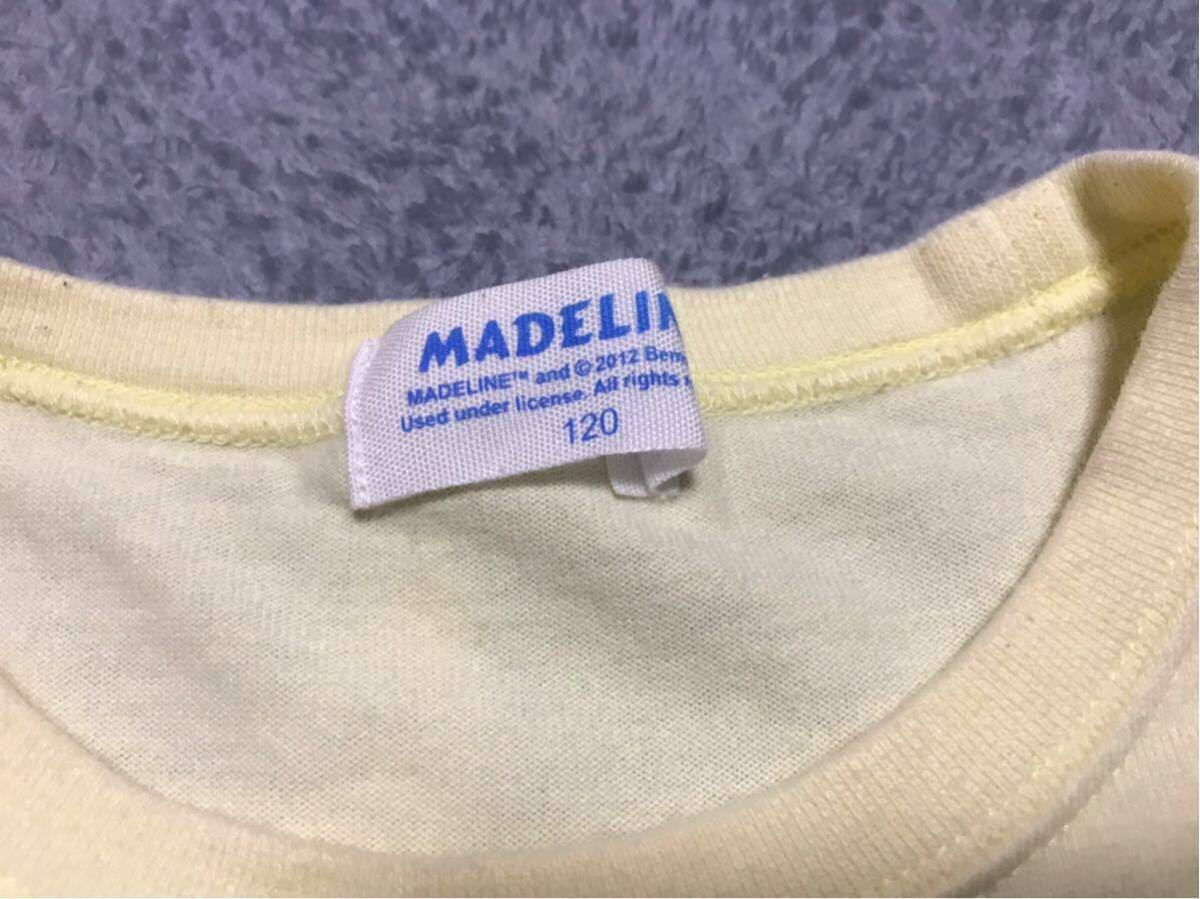 MADELIN
MADELINE™ and © 2012 Bem
Used under license. All rights
120